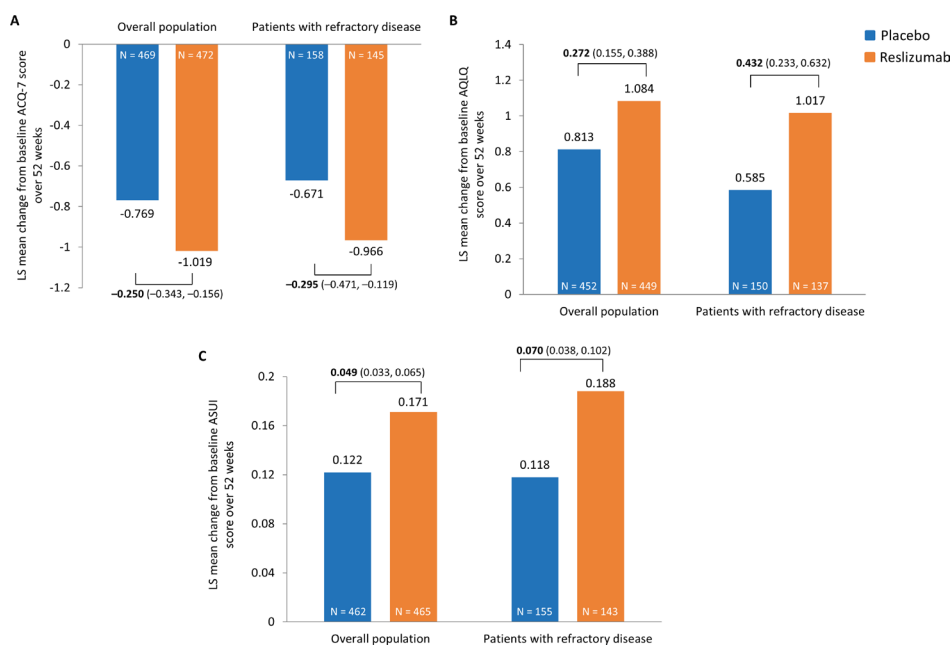 A
Overall population
Patients with refractory disease
LS mean change from baseline ACQ-7 score
over 52 weeks
0
-0.2
-0.4
-0.6
-0.8
-1
-1.2
N = 469
N = 472
N = 158
N = 145
-0.769
-1.019
-0.671
-0.966
–0.250 (–0.343, –0.156)
–0.295 (–0.471, –0.119)
B
Placebo
Reslizumab
LS mean change from baseline AQLQ
score over 52 weeks
1.4
1.2
1
0.8
0.6
0.4
0.2
0
0.272 (0.155, 0.388)
0.432 (0.233, 0.632)
0.813
1.084
0.585
1.017
N = 452
N = 449
N = 150
N = 137
Overall population
Patients with refractory disease
C
LS mean change from baseline ASUI
score over 52 weeks
0.2
0.16
0.12
0.08
0.04
0
0.049 (0.033, 0.065)
0.070 (0.038, 0.102)
0.122
0.171
0.118
0.188
N = 462
N = 465
N = 155
N = 143
Overall population
Patients with refractory disease